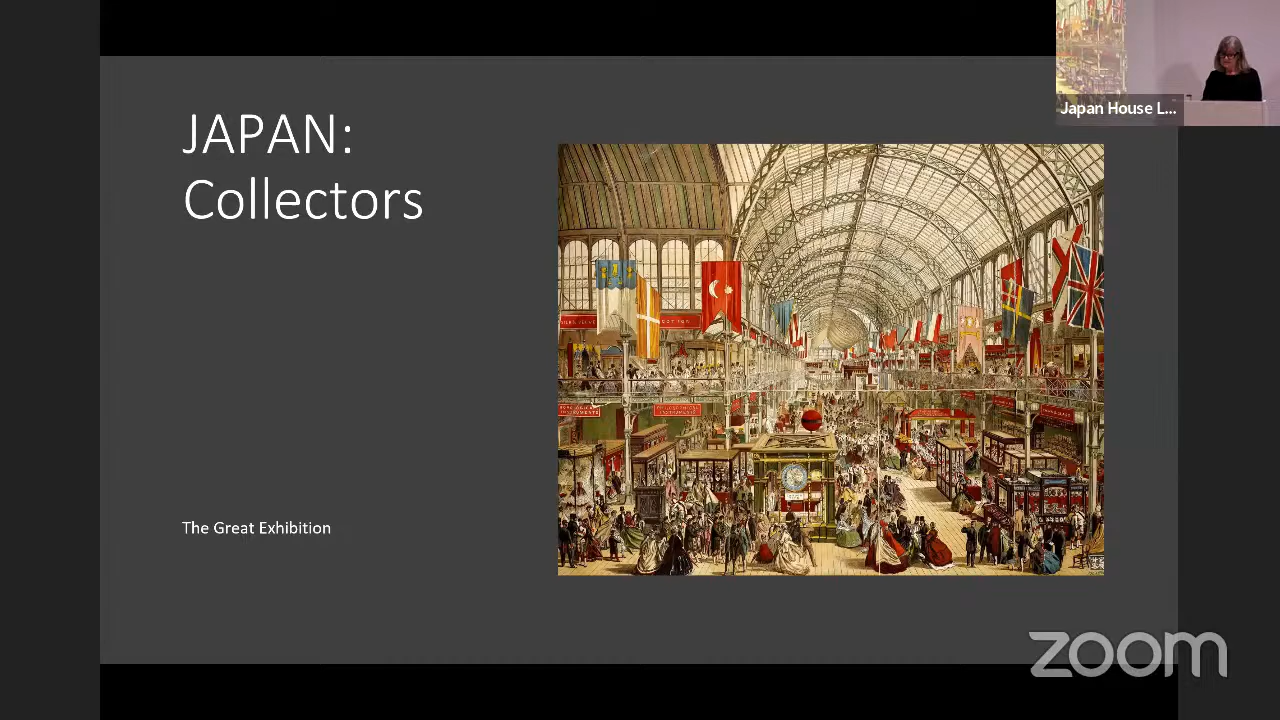 JAPAN:
Collectors
The Great Exhibition
Japan House L...
zoom